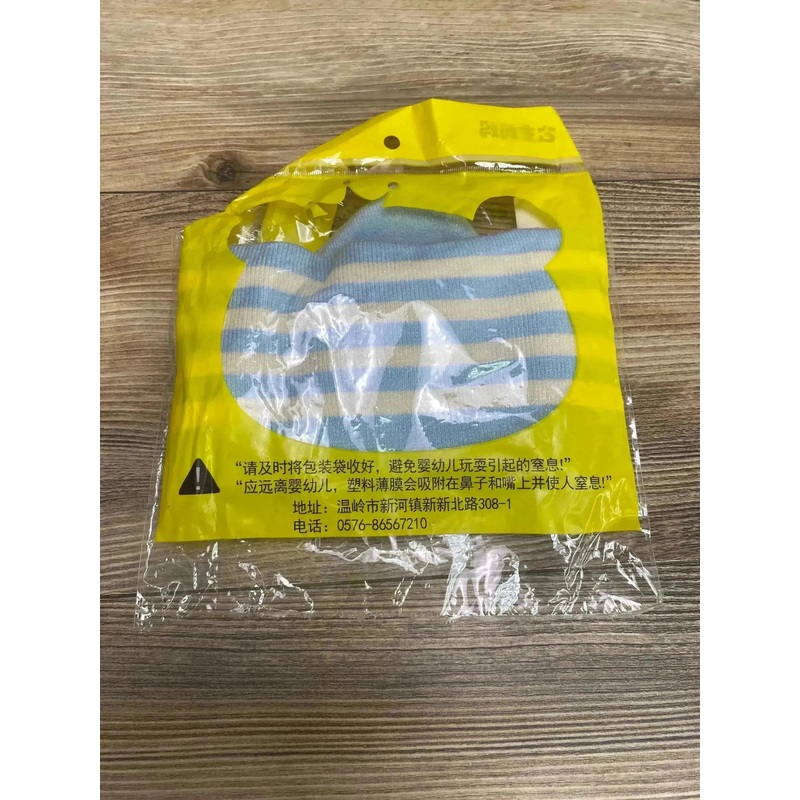 “请及时将包装袋收好，避免婴幼儿玩耍引起的窒息!”
“应远离婴幼儿，塑料薄膜会吸附在鼻子和嘴上并使人窒息!”
地址：温岭市新河镇新新北路308-1
电话：0576-86567210